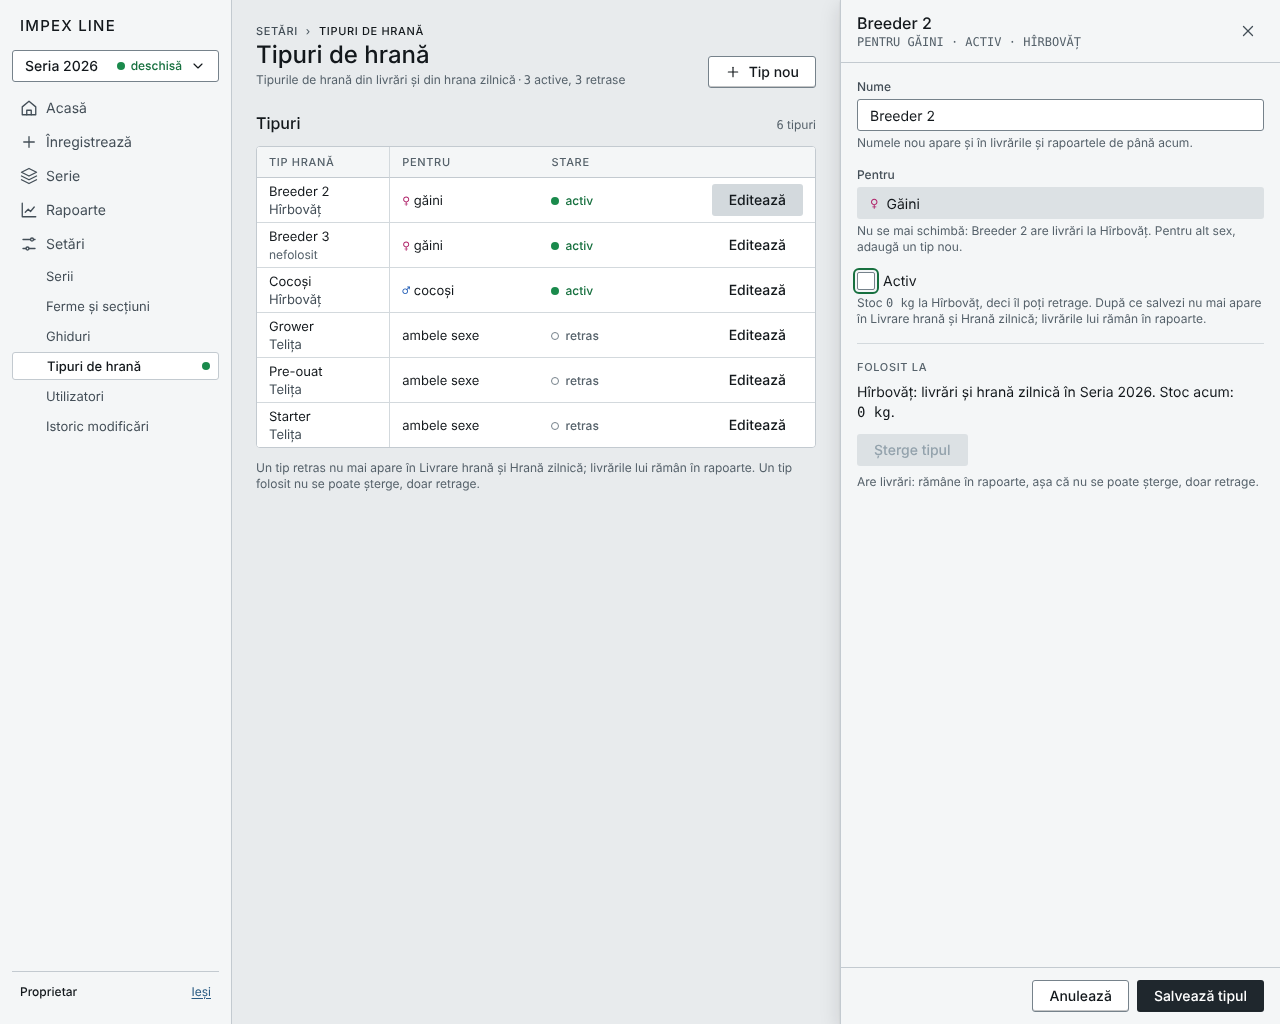 IMPEX LINE
Seria 2026 deschisă
Acasă
Înregistrează
Serie
Rapoarte
Setări
Serii
Ferme și secțiuni
Ghiduri
Tipuri de hrană
Utilizatori
Istoric modificări
Proprietar Ieși
SETĂRI › TIPURI DE HRANĂ
Tipuri de hrană
Tipurile de hrană din livrări și din hrana zilnică · 3 active, 3 retrase
+ Tip nou
Tipuri 6 tipuri
TIP HRANĂ PENTRU STARE
Breeder 2
Hîrbovăț
♀ găini activ Editează
Breeder 3
nefolosit
♀ găini activ Editează
Cocoși
Hîrbovăț
♂ cocoși activ Editează
Grower
Telița
ambele sexe retras Editează
Pre-ouat
Telița
ambele sexe retras Editează
Starter
Telița
ambele sexe retras Editează
Un tip retras nu mai apare în Livrare hrană și Hrană zilnică; livrările lui rămân în rapoarte. Un tip
folosit nu se poate șterge, doar retrage.
Breeder 2
PENTRU GĂINI · ACTIV · HÎRBOVĂȚ
Nume
Breeder 2
Numele nou apare și în livrările și rapoartele de până acum.
Pentru
♀ Găini
Nu se mai schimbă: Breeder 2 are livrări la Hîrbovăț. Pentru alt sex,
adaugă un tip nou.
Activ
Stoc 0 kg la Hîrbovăț, deci îl poți retrage. După ce salvezi nu mai apare
în Livrare hrană și Hrană zilnică; livrările lui rămân în rapoarte.
FOLOSIT LA
Hîrbovăț: livrări și hrană zilnică în Seria 2026. Stoc acum:
0 kg.
Șterge tipul
Are livrări: rămâne în rapoarte, așa că nu se poate șterge, doar retrage.
Anulează Salvează tipul